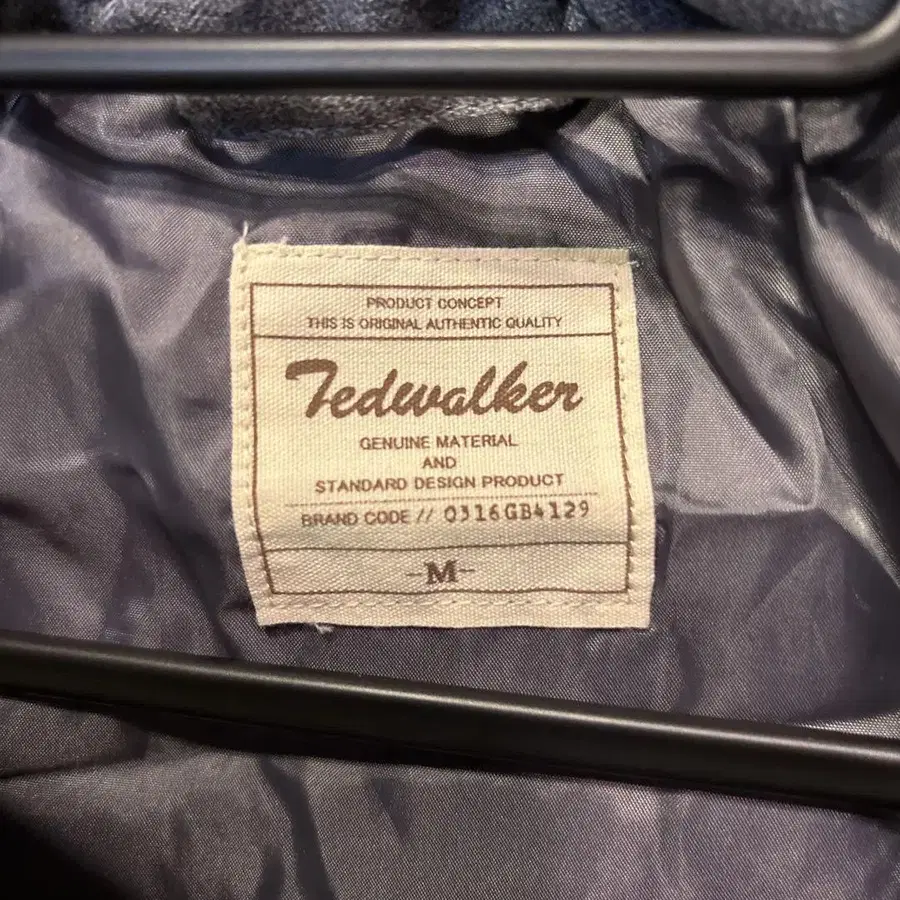 PRODUCT CONCEPT
THIS IS ORIGINAL AUTHENTIC QUALITY
Tedwalker
GENUINE MATERIAL
AND
STANDARD DESIGN PRODUCT
BRAND CODE // 0316GB4129
-M-